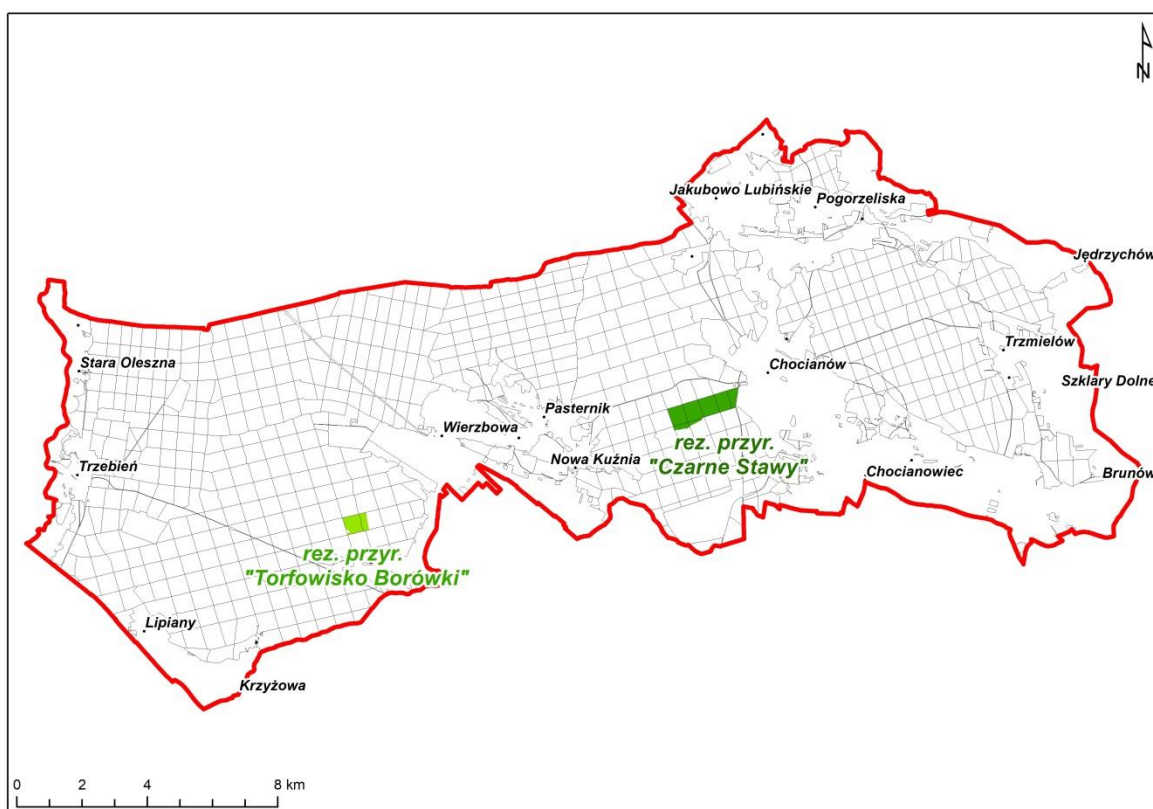 N
Jakubowo Lubińskie
Pogorzeliska
Jędrzychów
Trzmielów
Stara Oleszna
Chocianów
Szklary Dolne
Pasternik
Wierzbowa
rez. przyr.
"Czarne Stawy"
Nowa Kuźnia
Trzebień
Chocianowiec
Brunów
rez. przyr.
"Torfowisko Borówki"
Lipiany
Krzyżowa
0 2 4 8 km